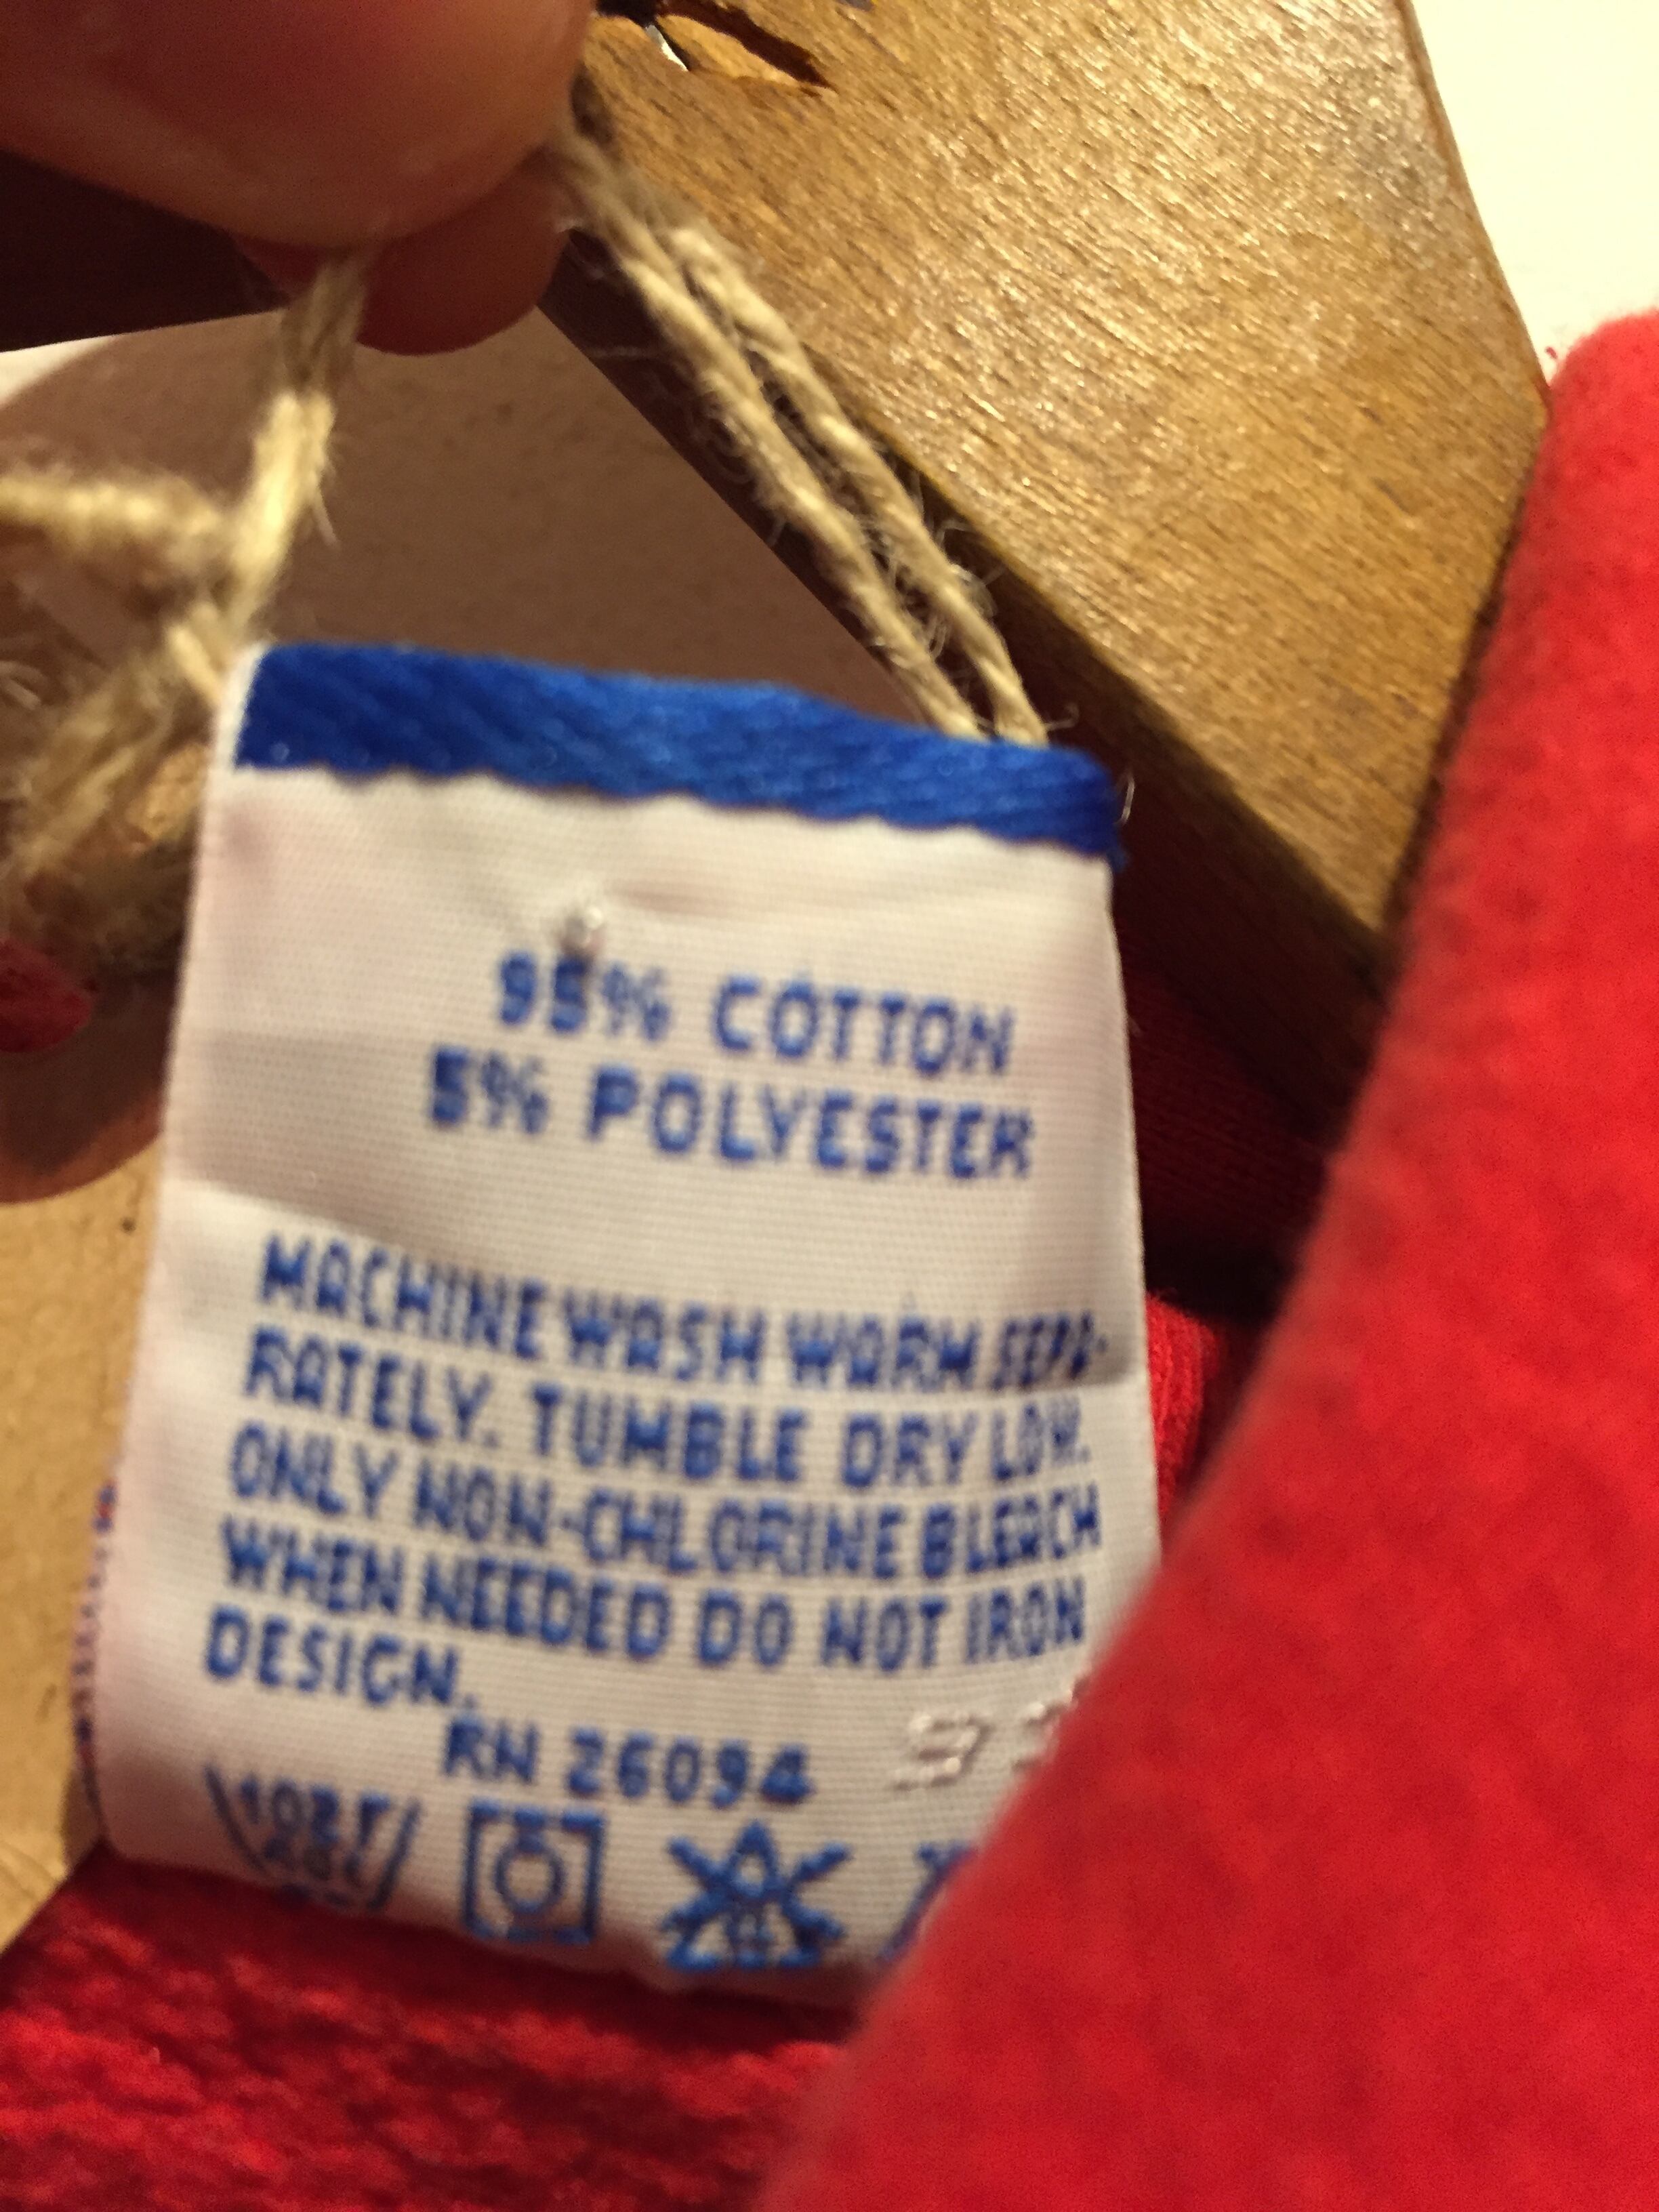 95% COTTON
5% POLYESTER
MACHINE WASH WARM SEPA-
RATELY. TUMBLE DRY LOW.
ONLY NON-CHLORINE BLEACH
WHEN NEEDED DO NOT IRON
DESIGN.
RN 26094